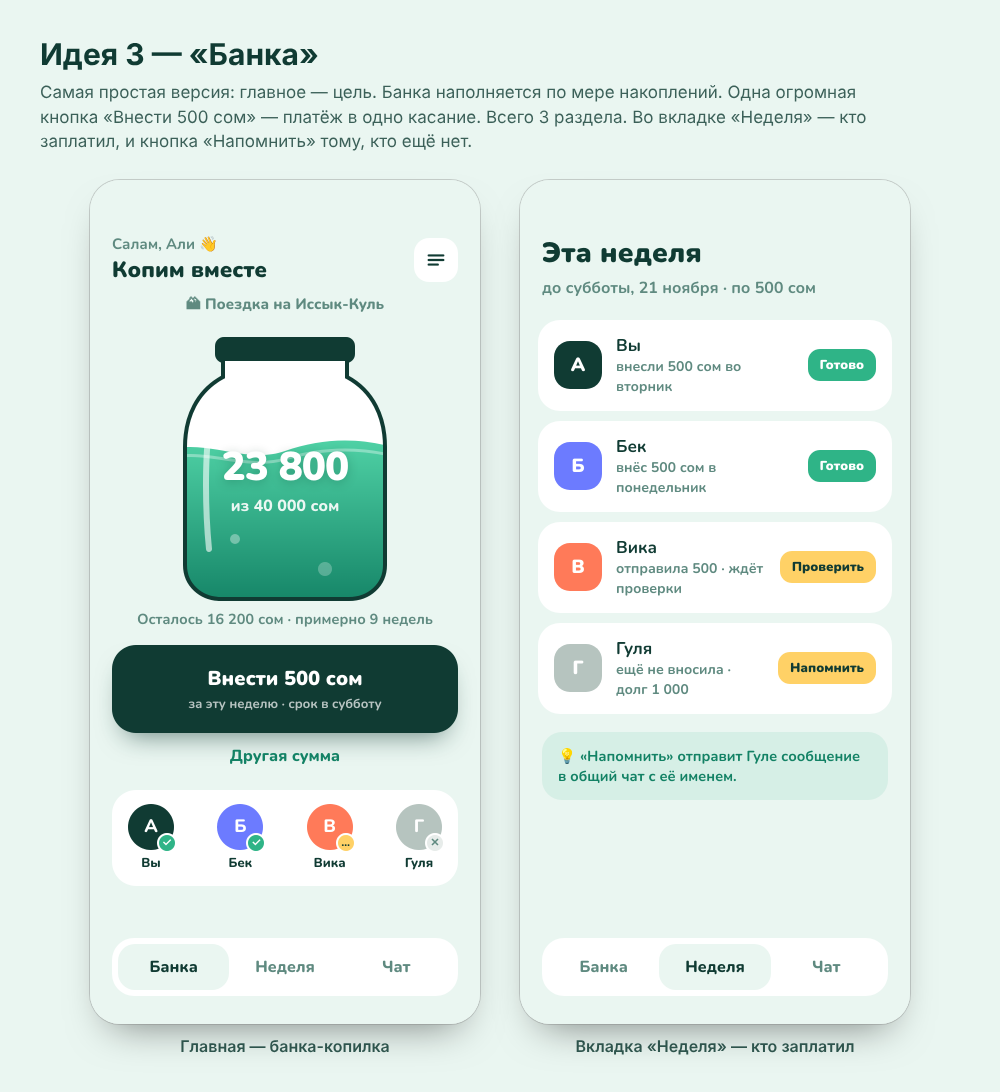 Идея 3 — «Банка»
Самая простая версия: главное — цель. Банка наполняется по мере накоплений. Одна огромная
кнопка «Внести 500 сом» — платёж в одно касание. Всего 3 раздела. Во вкладке «Неделя» — кто
заплатил, и кнопка «Напомнить» тому, кто ещё нет.
Салам, Али 👋
Копим вместе
🏔 Поездка на Иссык-Куль
23 800
из 40 000 сом
Осталось 16 200 сом · примерно 9 недель
Внести 500 сом
за эту неделю · срок в субботу
Другая сумма
А
Б
В
Г
...
Вы
Бек
Вика
Гуля
Банка
Неделя
Чат
Главная — банка-копилка
Эта неделя
до субботы, 21 ноября · по 500 сом
А
Вы
внесли 500 сом во
вторник
Готово
Б
Бек
внёс 500 сом в
понедельник
Готово
В
Вика
отправила 500 · ждёт
проверки
Проверить
Г
Гуля
ещё не вносила ·
долг 1 000
Напомнить
💡 «Напомнить» отправит Гуле сообщение
в общий чат с её именем.
Банка
Неделя
Чат
Вкладка «Неделя» — кто заплатил